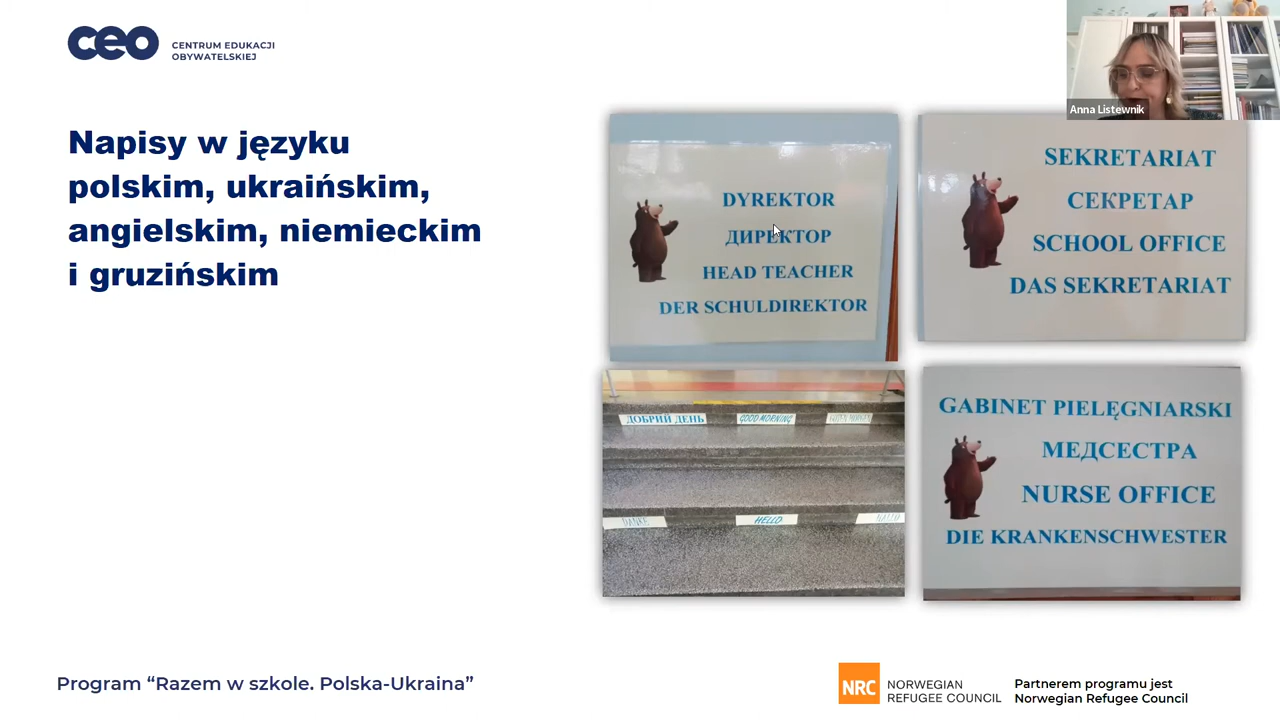 ceo
CENTRUM EDUKACJI
OBYWATELSKIEJ
Anna Listewnik
Napisy w języku
polskim, ukraińskim,
angielskim, niemieckim
i gruzińskim
DYREKTOR
ДИРЕКТОР
HEAD TEACHER
DER SCHULDIREKTOR
SEKRETARIAT
СЕКРЕТАР
SCHOOL OFFICE
DAS SEKRETARIAT
ДОБРИЙ ДЕНЬ
GOOD MORNING
DANKE
HELLO
HALLO
GABINET PIELĘGNIARSKI
МЕДСЕСТРА
NURSE OFFICE
DIE KRANKENSCHWESTER
Program “Razem w szkole. Polska-Ukraina”
NRC
NORWEGIAN
REFUGEE COUNCIL
Partnerem programu jest
Norwegian Refugee Council